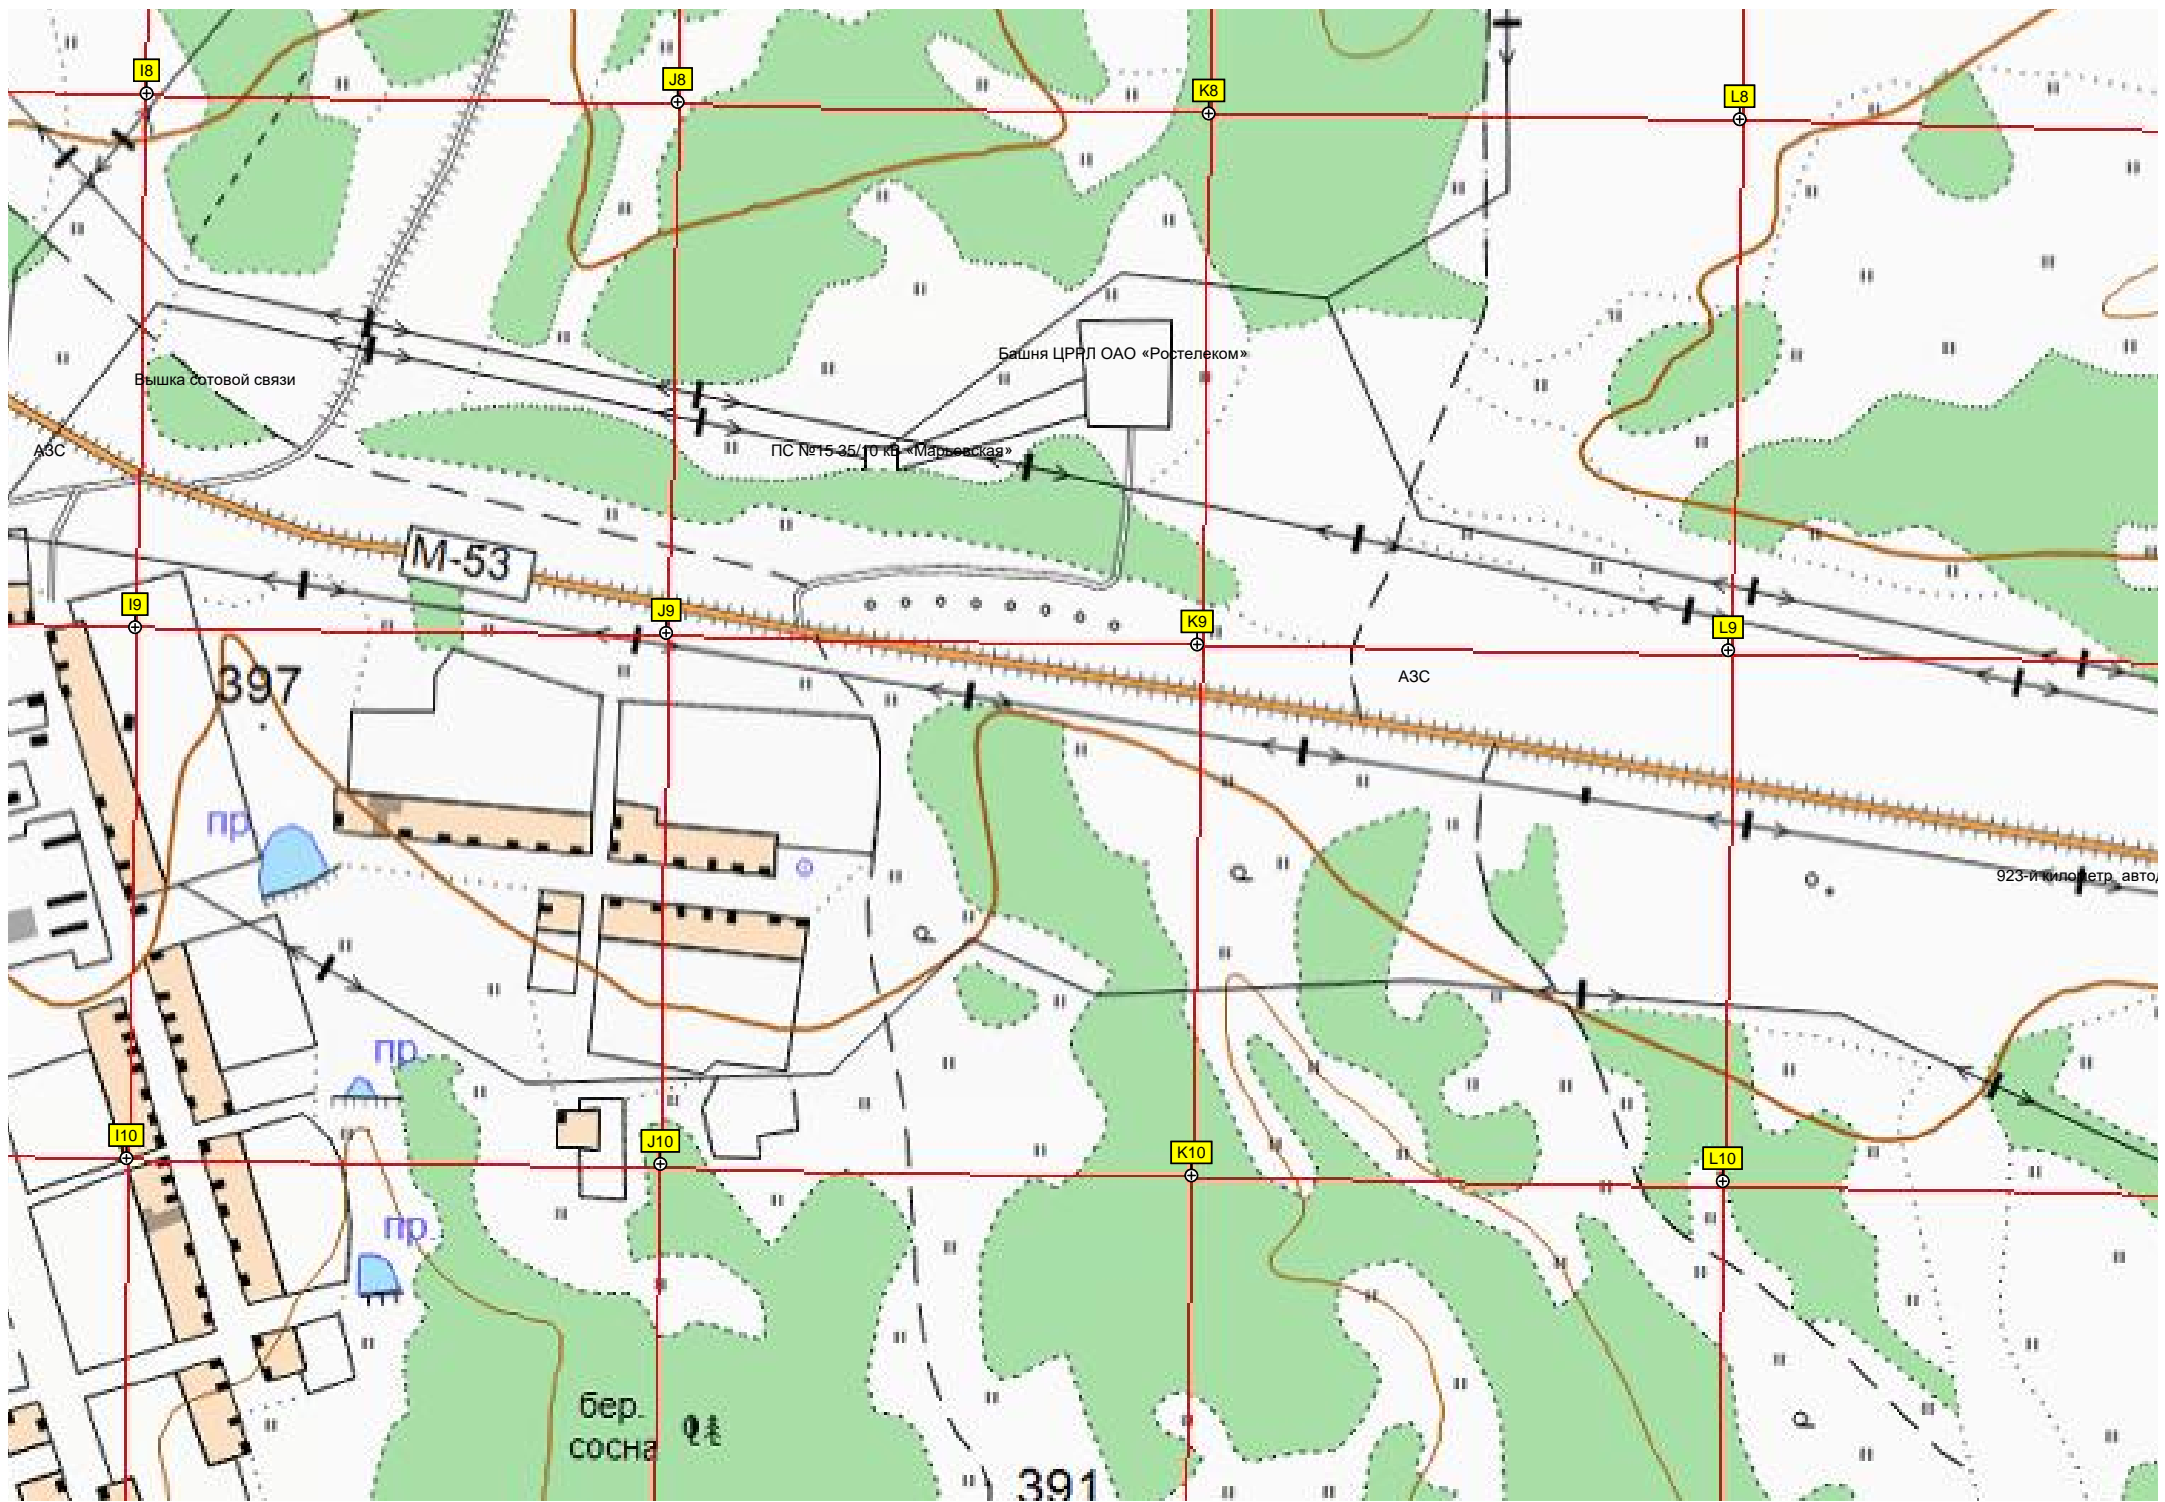 I8
J8
K8
L8
Башня ЦРРЛ ОАО «Ростелеком»
Вышка сотовой связи
АЗС
ПС №15 35/10 кВ «Марьевская»
М-53
I9
J9
K9
L9
АЗС
397
пр.
923-й километр авто
пр.
I10
J10
K10
L10
пр.
бер.
сосна
391